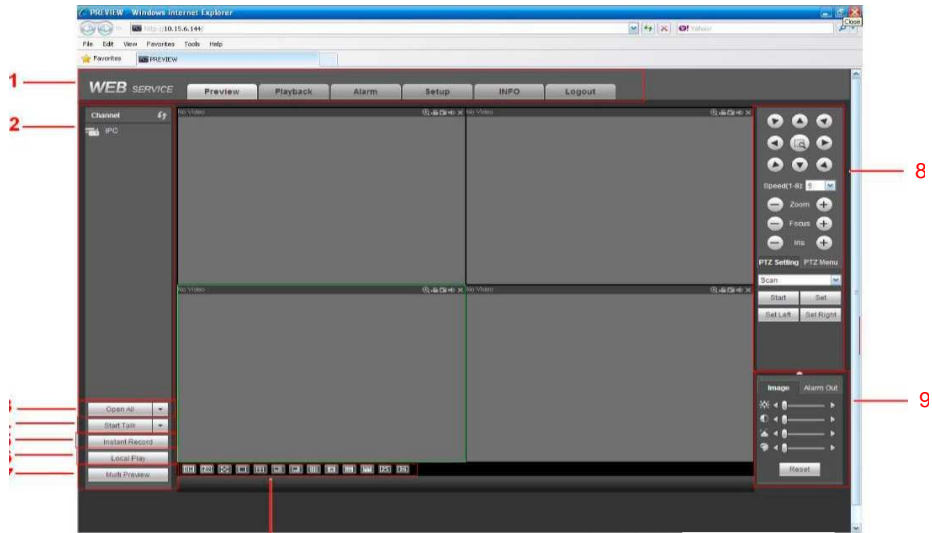 PREVIEW - Windows Internet Explorer
Close
http://10.15.6.144/
Yahoo!
File Edit View Favorites Tools Help
Favorites PREVIEW
1
WEB SERVICE Preview Playback Alarm Setup INFO Logout
2
Channel
IPC
No Video
No Video
8
Speed(1-8): 5
Zoom
Focus
Iris
PTZ Setting PTZ Menu
Scan
Start Set
Set Left Set Right
No Video
No Video
Image Alarm Out
9
Reset
Open All
Start Talk
Instant Record
Local Play
Multi Preview
25 36